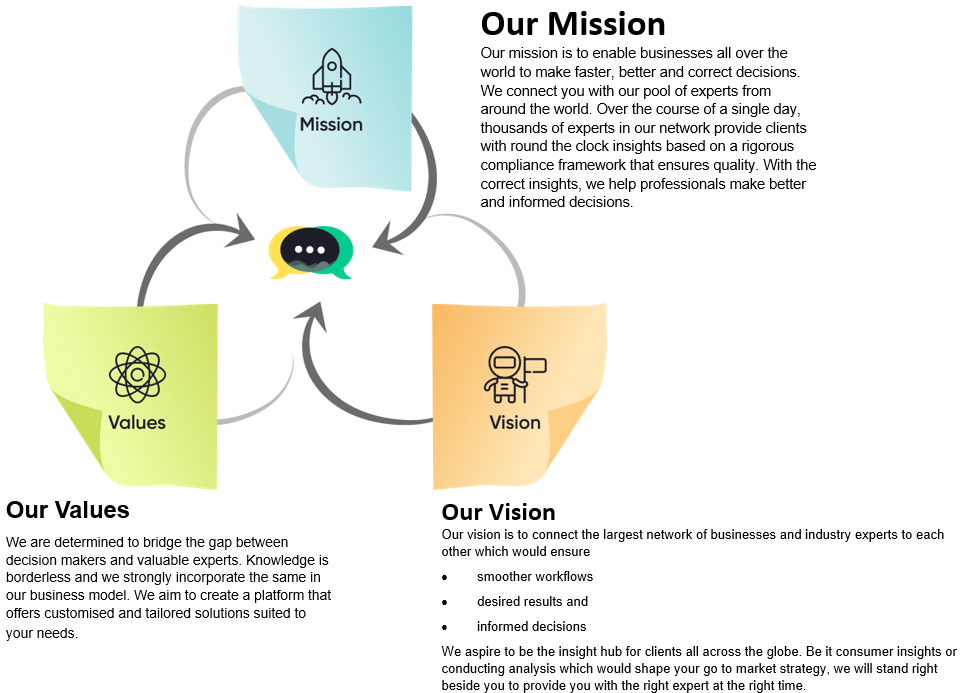 Our Mission
Our mission is to enable businesses all over the
world to make faster, better and correct decisions.
We connect you with our pool of experts from
around the world. Over the course of a single day,
thousands of experts in our network provide clients
with round the clock insights based on a rigorous
compliance framework that ensures quality. With the
correct insights, we help professionals make better
and informed decisions.
Mission
Values
Vision
Our Values
We are determined to bridge the gap between
decision makers and valuable experts. Knowledge is
borderless and we strongly incorporate the same in
our business model. We aim to create a platform that
offers customised and tailored solutions suited to
your needs.
Our Vision
Our vision is to connect the largest network of businesses and industry experts to each
other which would ensure
• smoother workflows
• desired results and
• informed decisions
We aspire to be the insight hub for clients all across the globe. Be it consumer insights or
conducting analysis which would shape your go to market strategy, we will stand right
beside you to provide you with the right expert at the right time.